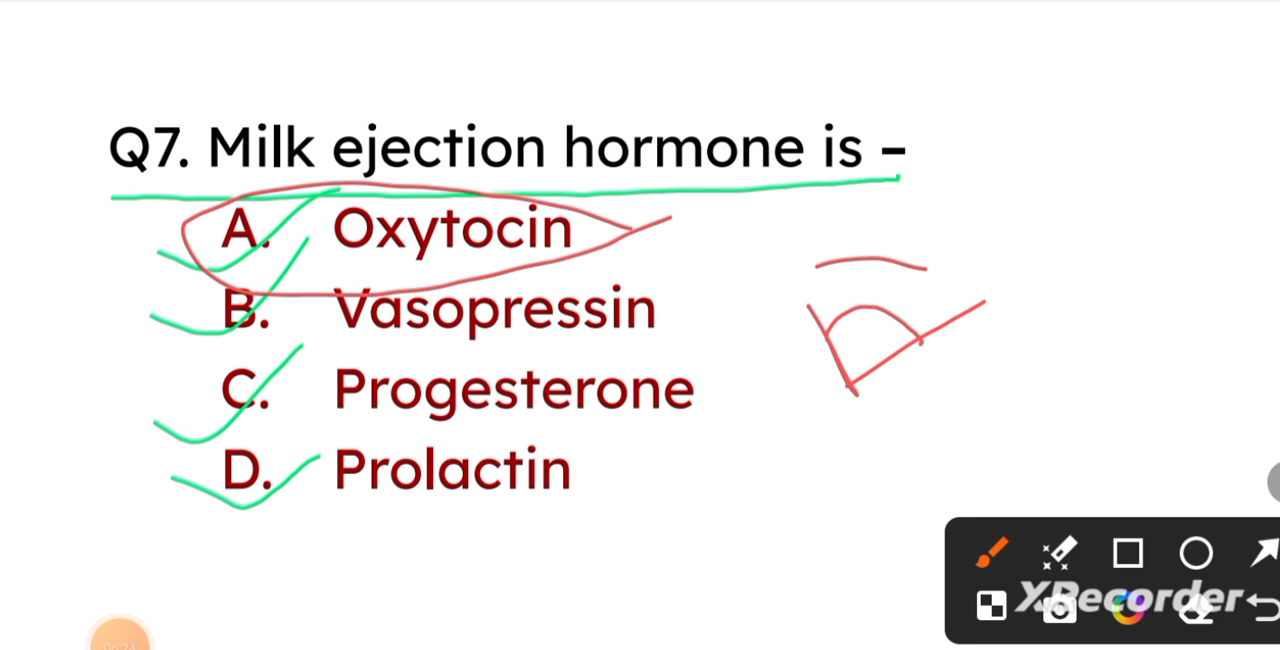 Q7. Milk ejection hormone is –
A. Oxytocin
B. Vasopressin
C. Progesterone
D. Prolactin
XRecorder